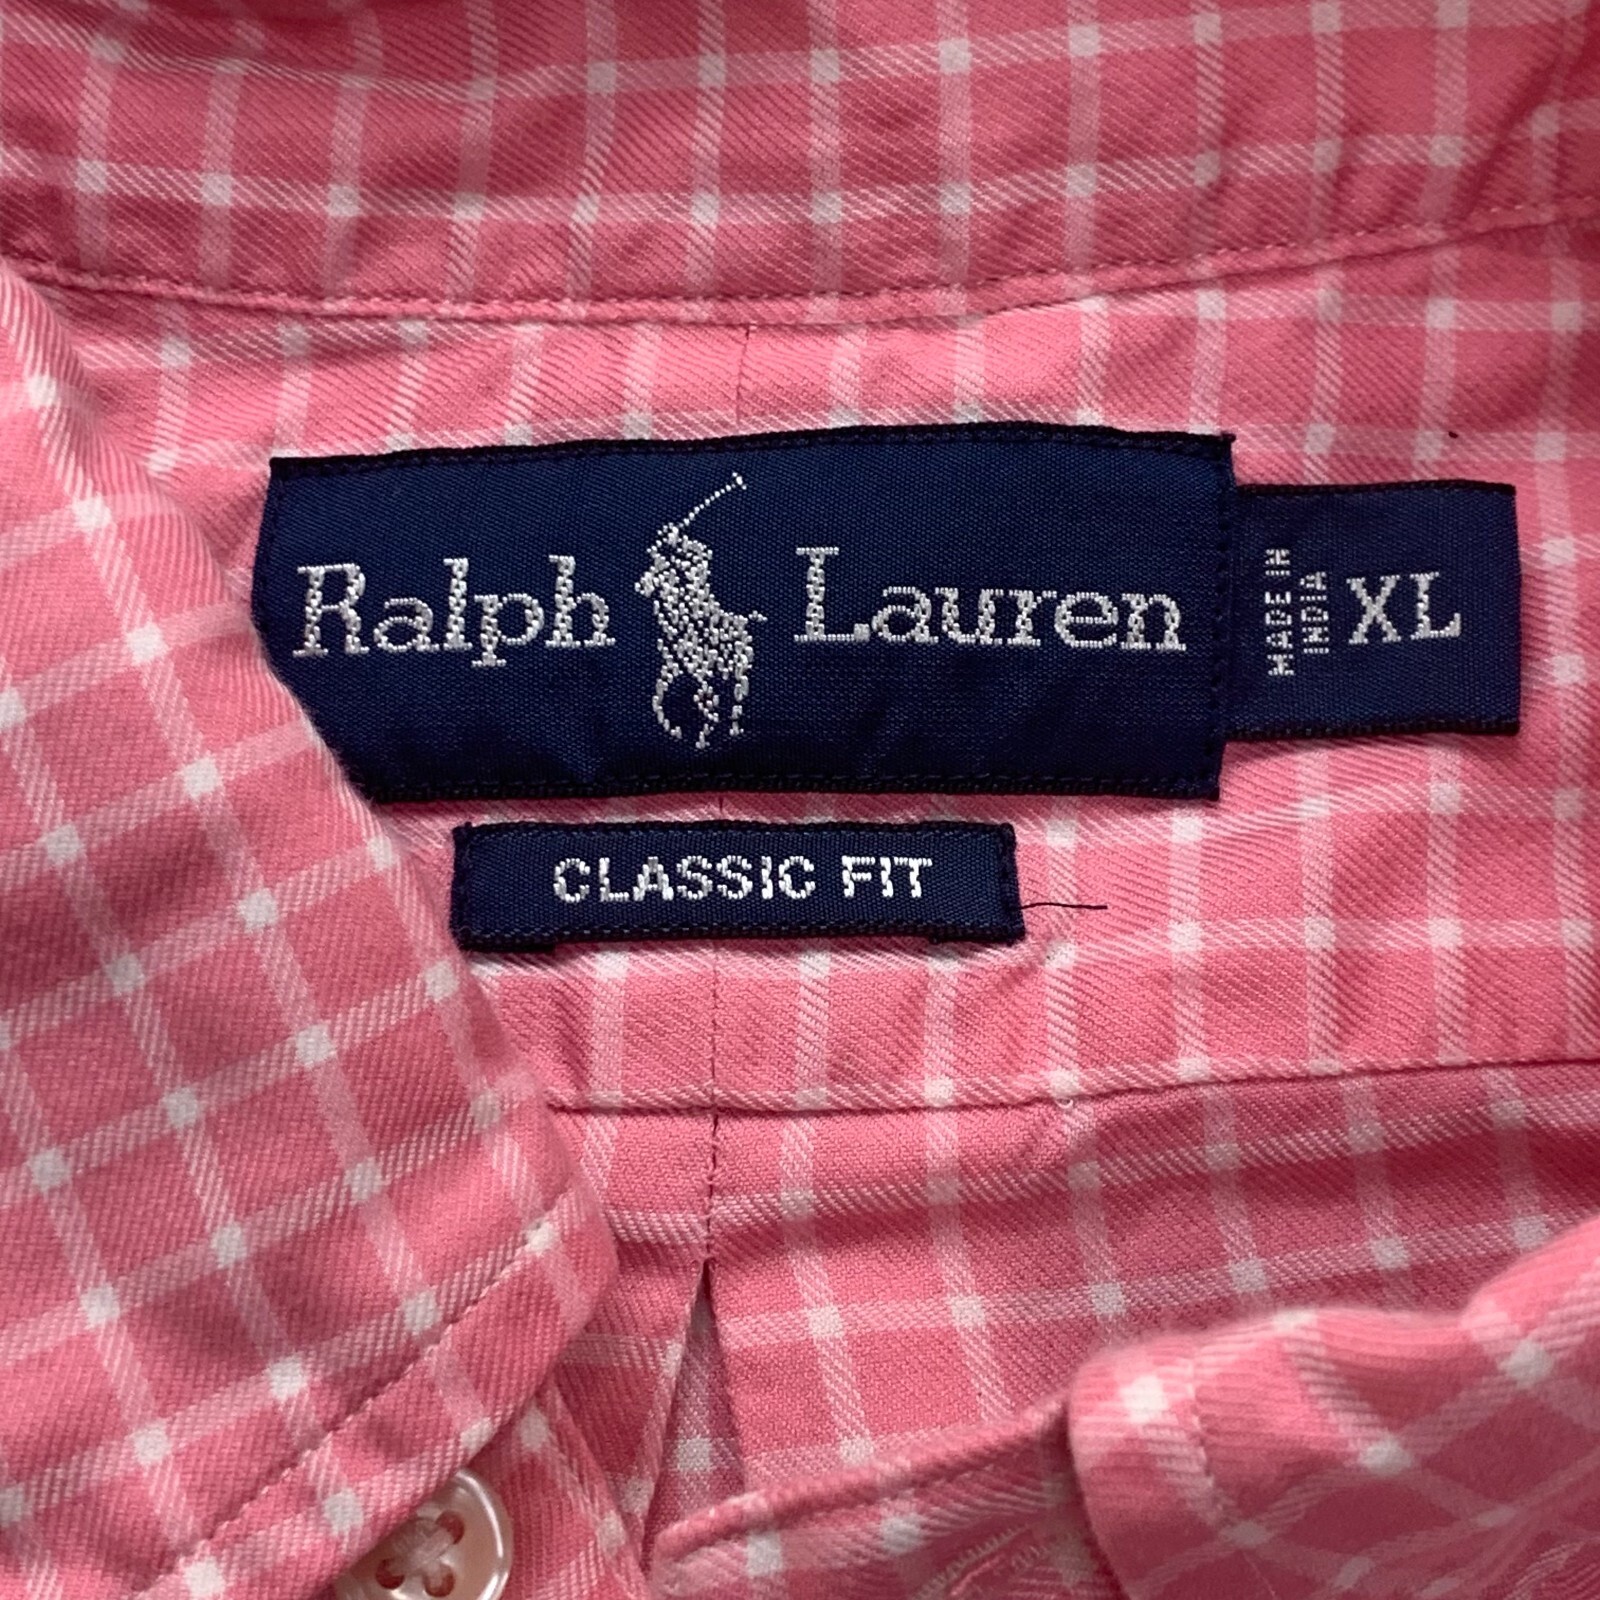 Ralph Lauren
MADE IN
INDIA
XL
CLASSIC FIT